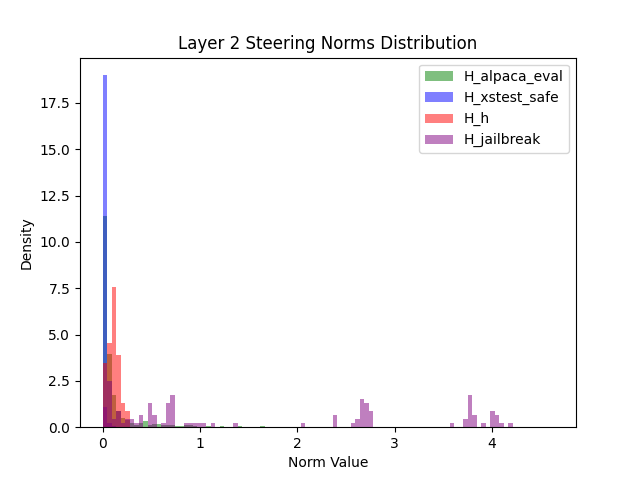 Layer 2 Steering Norms Distribution
H_alpaca_eval
H_xstest_safe
H_h
H_jailbreak
17.5
15.0
12.5
10.0
7.5
5.0
2.5
0.0
Density
0 1 2 3 4
Norm Value